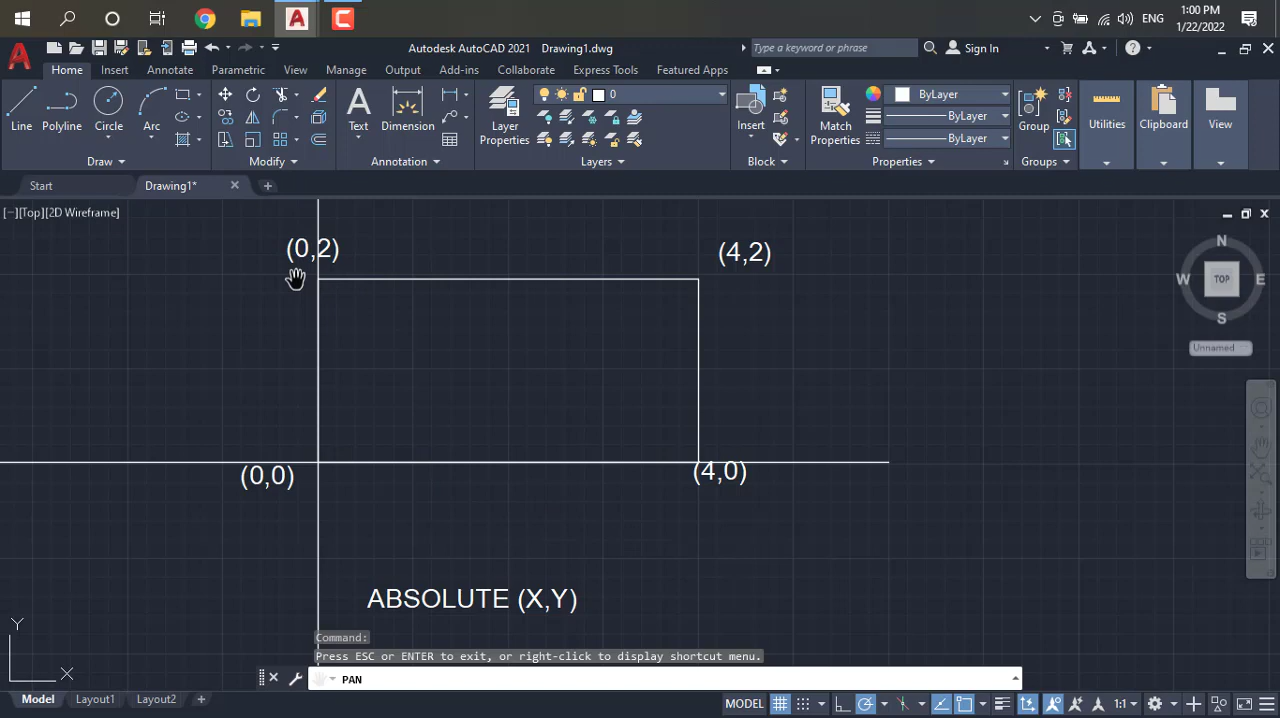 1:00 PM
ENG
1/22/2022
Autodesk AutoCAD 2021 Drawing1.dwg
Type a keyword or phrase
Sign In
Home Insert Annotate Parametric View Manage Output Add-ins Collaborate Express Tools Featured Apps
0
ByLayer
Line Polyline Circle Arc
Text Dimension
Layer Properties
Insert
Match Properties
ByLayer
ByLayer
Group
Utilities
Clipboard
View
Draw Modify Annotation Layers Block Properties Groups
Start Drawing1*
[−][Top][2D Wireframe]
(0,2)
(4,2)
N
W TOP E
S
Unnamed
(0,0)
(4,0)
ABSOLUTE (X,Y)
Y
X
Command:
Press ESC or ENTER to exit, or right-click to display shortcut menu.
PAN
Model Layout1 Layout2
MODEL
1:1